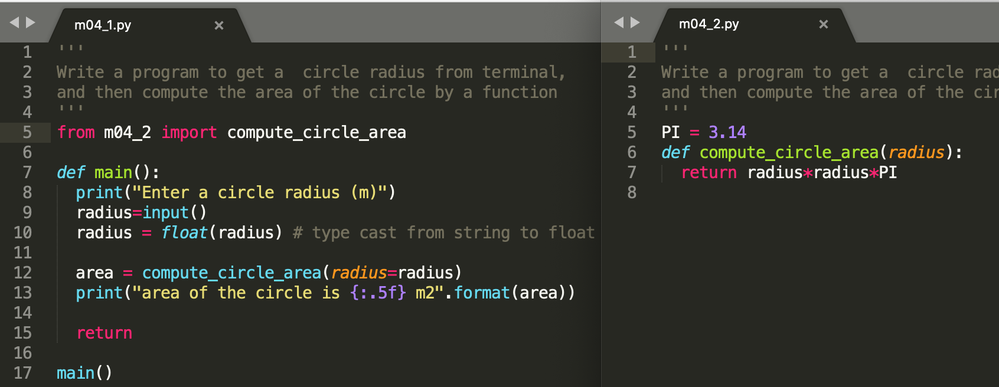 m04_1.py ×
1 '''
2 Write a program to get a  circle radius from terminal,
3 and then compute the area of the circle by a function
4 '''
5 from m04_2 import compute_circle_area
6
7 def main():
8   print("Enter a circle radius (m)")
9   radius=input()
10   radius = float(radius) # type cast from string to float
11
12   area = compute_circle_area(radius=radius)
13   print("area of the circle is {:.5f} m2".format(area))
14
15   return
16
17 main()
m04_2.py ×
1 '''
2 Write a program to get a  circle rad
3 and then compute the area of the cir
4 '''
5 PI = 3.14
6 def compute_circle_area(radius):
7   return radius*radius*PI
8